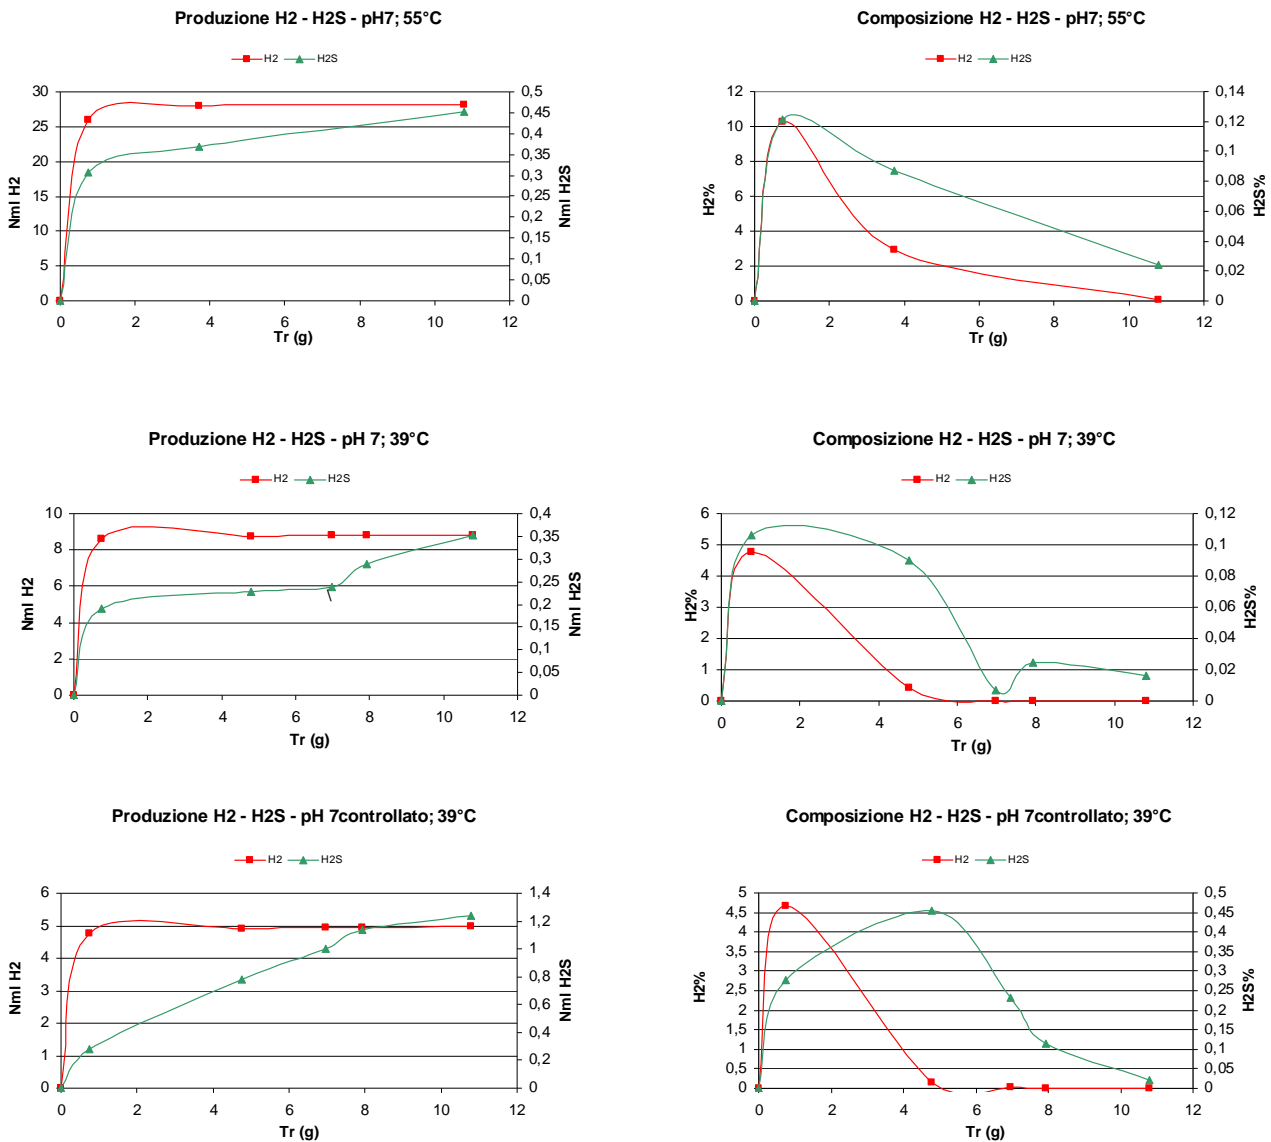 Produzione H2 - H2S - pH7; 55°C
H2 H2S
30
25
20
15
10
5
0
Nml H2
0,5
0,45
0,4
0,35
0,3
0,25
0,2
0,15
0,1
0,05
0
Nml H2S
0 2 4 6 8 10 12
Tr (g)
Composizione H2 - H2S - pH7; 55°C
H2 H2S
12
10
8
6
4
2
0
H2%
0,14
0,12
0,1
0,08
0,06
0,04
0,02
0
H2S%
0 2 4 6 8 10 12
Tr (g)
Produzione H2 - H2S - pH 7; 39°C
H2 H2S
10
8
6
4
2
0
Nml H2
0,4
0,35
0,3
0,25
0,2
0,15
0,1
0,05
0
Nml H2S
0 2 4 6 8 10 12
Tr (g)
Composizione H2 - H2S - pH 7; 39°C
H2 H2S
6
5
4
3
2
1
0
H2%
0,12
0,1
0,08
0,06
0,04
0,02
0
H2S%
0 2 4 6 8 10 12
Tr (g)
Produzione H2 - H2S - pH 7controllato; 39°C
H2 H2S
6
5
4
3
2
1
0
Nml H2
1,4
1,2
1
0,8
0,6
0,4
0,2
0
Nml H2S
0 2 4 6 8 10 12
Tr (g)
Composizione H2 - H2S - pH 7controllato; 39°C
H2 H2S
5
4,5
4
3,5
3
2,5
2
1,5
1
0,5
0
H2%
0,5
0,45
0,4
0,35
0,3
0,25
0,2
0,15
0,1
0,05
0
H2S%
0 2 4 6 8 10 12
Tr (g)